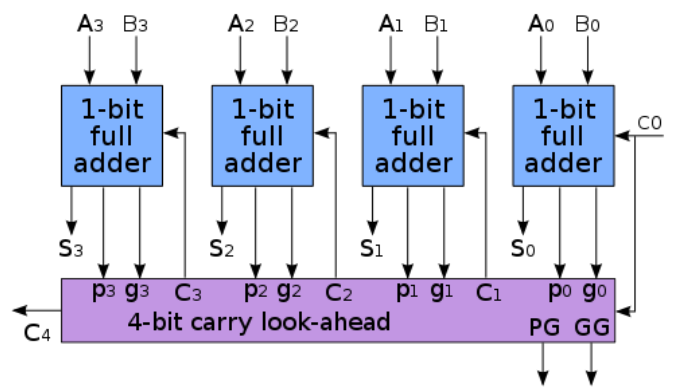 A3 B3 A2 B2 A1 B1 A0 B0
1-bit full adder
1-bit full adder
1-bit full adder
1-bit full adder
C0
S3 S2 S1 S0
p3 g3 C3 p2 g2 C2 p1 g1 C1 p0 g0
4-bit carry look-ahead
PG GG
C4